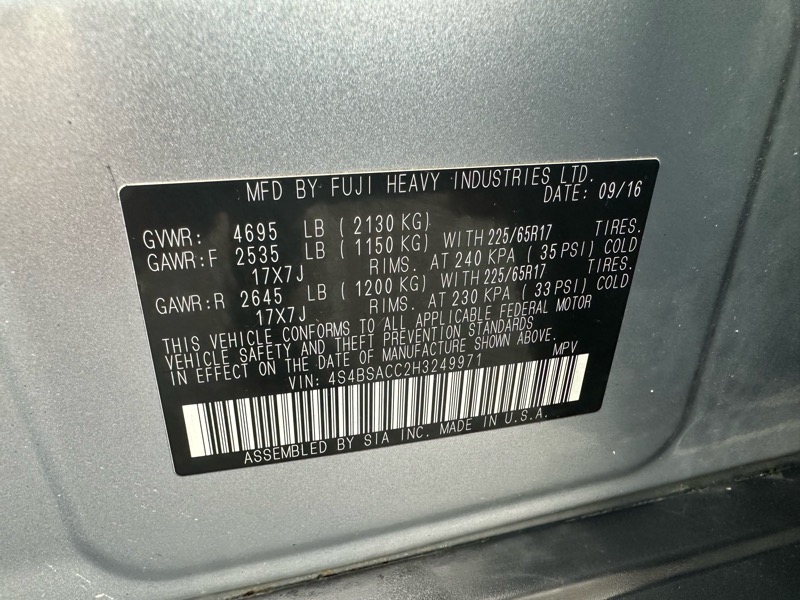 MFD BY FUJI HEAVY INDUSTRIES LTD.
DATE: 09/16
GVWR: 4695 LB ( 2130 KG)
GAWR:F 2535 LB ( 1150 KG) WITH 225/65R17 TIRES.
17X7J RIMS. AT 240 KPA ( 35 PSI) COLD
GAWR:R 2645 LB ( 1200 KG) WITH 225/65R17 TIRES.
17X7J RIMS. AT 230 KPA ( 33 PSI) COLD
THIS VEHICLE CONFORMS TO ALL APPLICABLE FEDERAL MOTOR
VEHICLE SAFETY AND THEFT PREVENTION STANDARDS
IN EFFECT ON THE DATE OF MANUFACTURE SHOWN ABOVE.
VIN: 4S4BSACC2H3249971 MPV
ASSEMBLED BY SIA INC. MADE IN U.S.A.